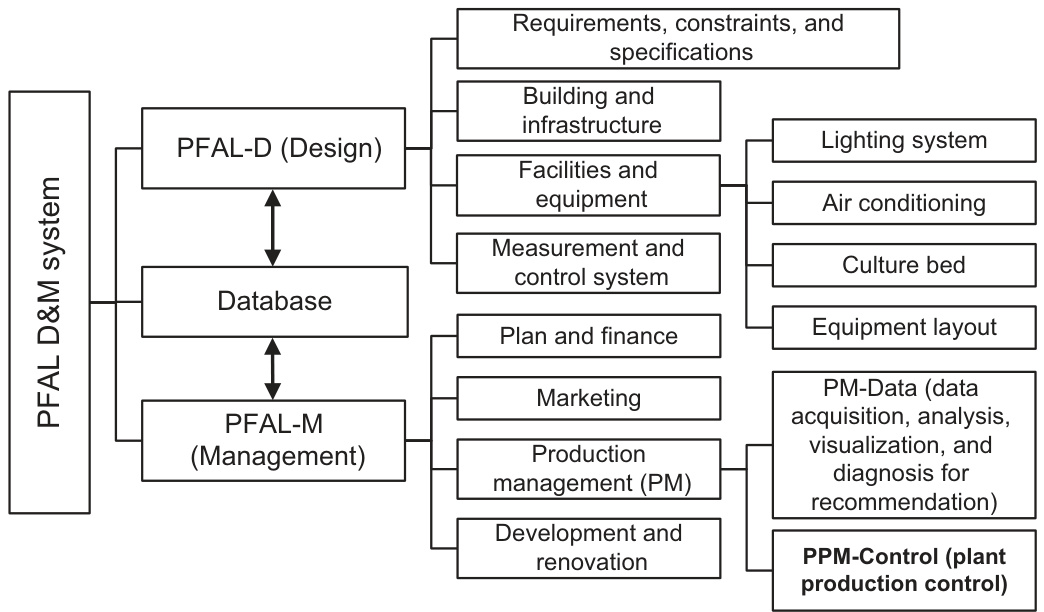 PFAL D&M system
PFAL-D (Design)
Database
PFAL-M
(Management)
Requirements, constraints, and
specifications
Building and
infrastructure
Facilities and
equipment
Measurement and
control system
Plan and finance
Marketing
Production
management (PM)
Development and
renovation
Lighting system
Air conditioning
Culture bed
Equipment layout
PM-Data (data
acquisition, analysis,
visualization, and
diagnosis for
recommendation)
PPM-Control (plant
production control)